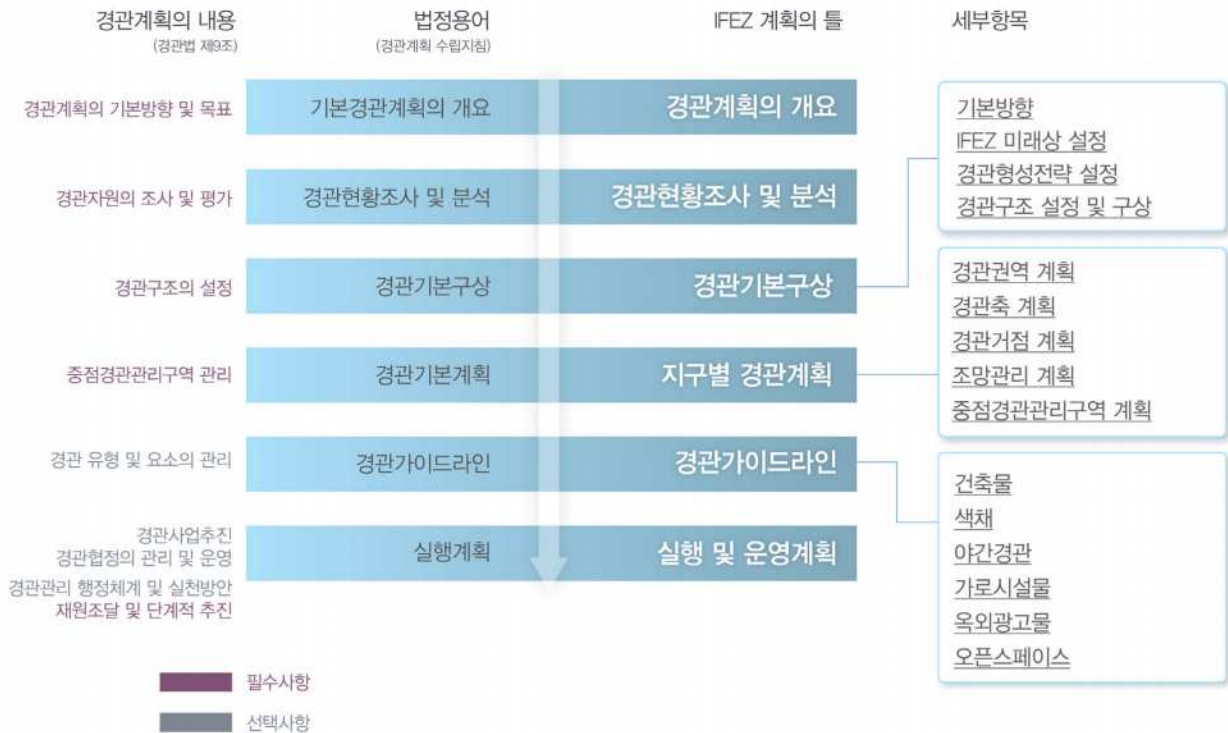 경관계획의 내용 법정용어 IFEZ 계획의 틀 세부항목
(경관법 제9조) (경관계획 수립지침)
경관계획의 기본방향 및 목표 기본경관계획의 개요 경관계획의 개요
경관자원의 조사 및 평가 경관현황조사 및 분석 경관현황조사 및 분석
경관구조의 설정 경관기본구상 경관기본구상
중점경관관리구역 관리 경관기본계획 지구별 경관계획
경관 유형 및 요소의 관리 경관가이드라인 경관가이드라인
경관사업추진
경관협정의 관리 및 운영 실행계획 실행 및 운영계획
경관관리 행정체계 및 실천방안
재원조달 및 단계적 추진
기본방향
IFEZ 미래상 설정
경관형성전략 설정
경관구조 설정 및 구상
경관권역 계획
경관축 계획
경관거점 계획
조망관리 계획
중점경관관리구역 계획
건축물
색채
야간경관
가로시설물
옥외광고물
오픈스페이스
필수사항
선택사항